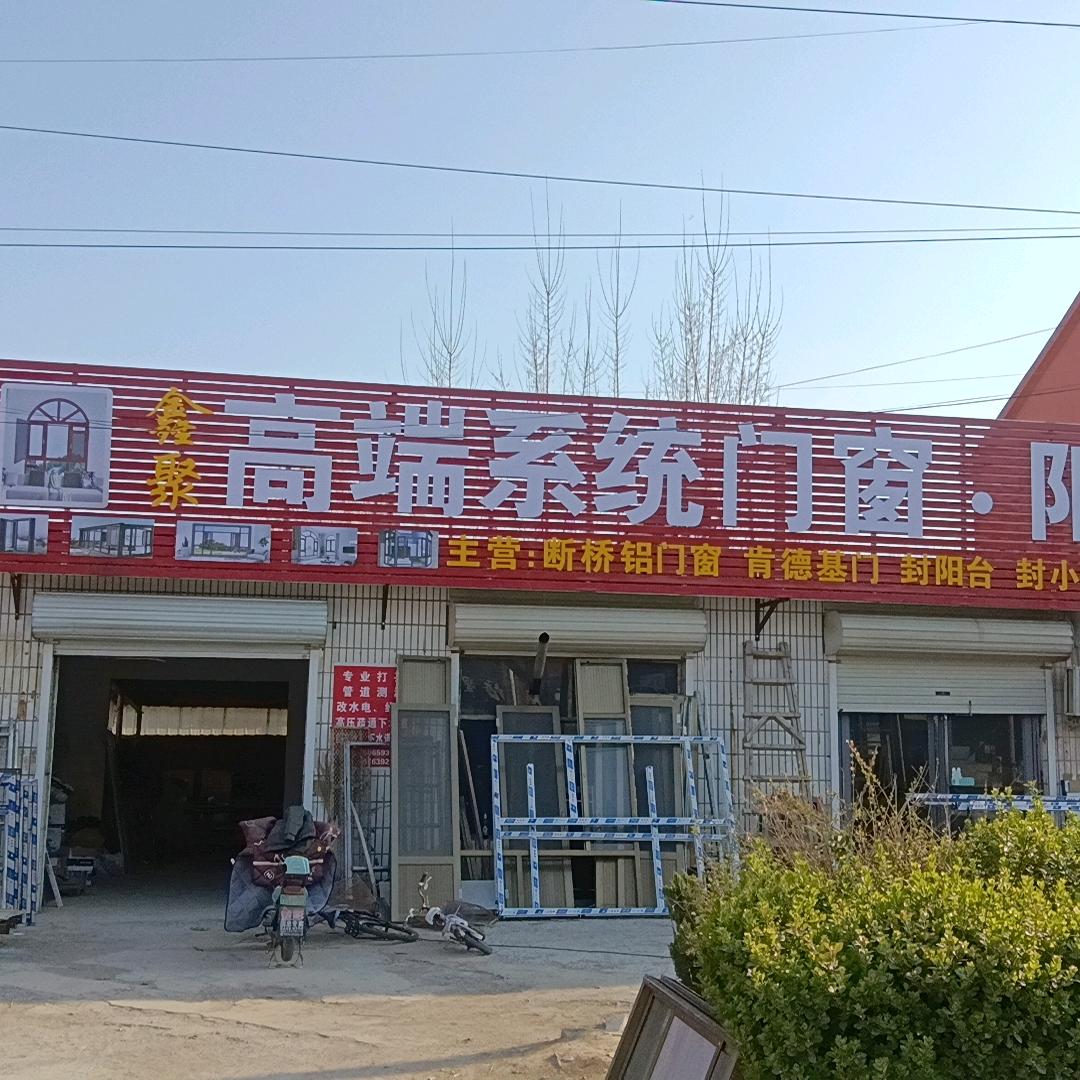 鑫聚
高端系统门窗·阳
主营:断桥铝门窗 肯德基门 封阳台 封小
专业打
管道测
改水电、
高压疏通下